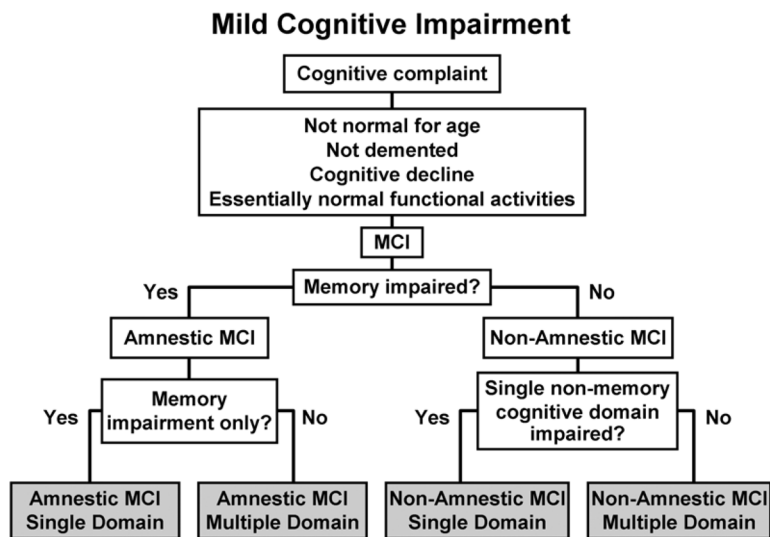 Mild Cognitive Impairment
Cognitive complaint
Not normal for age
Not demented
Cognitive decline
Essentially normal functional activities
MCI
Memory impaired?
Yes
No
Amnestic MCI
Non-Amnestic MCI
Memory
impairment only?
Yes
No
Single non-memory
cognitive domain
impaired?
Yes
No
Amnestic MCI
Single Domain
Amnestic MCI
Multiple Domain
Non-Amnestic MCI
Single Domain
Non-Amnestic MCI
Multiple Domain